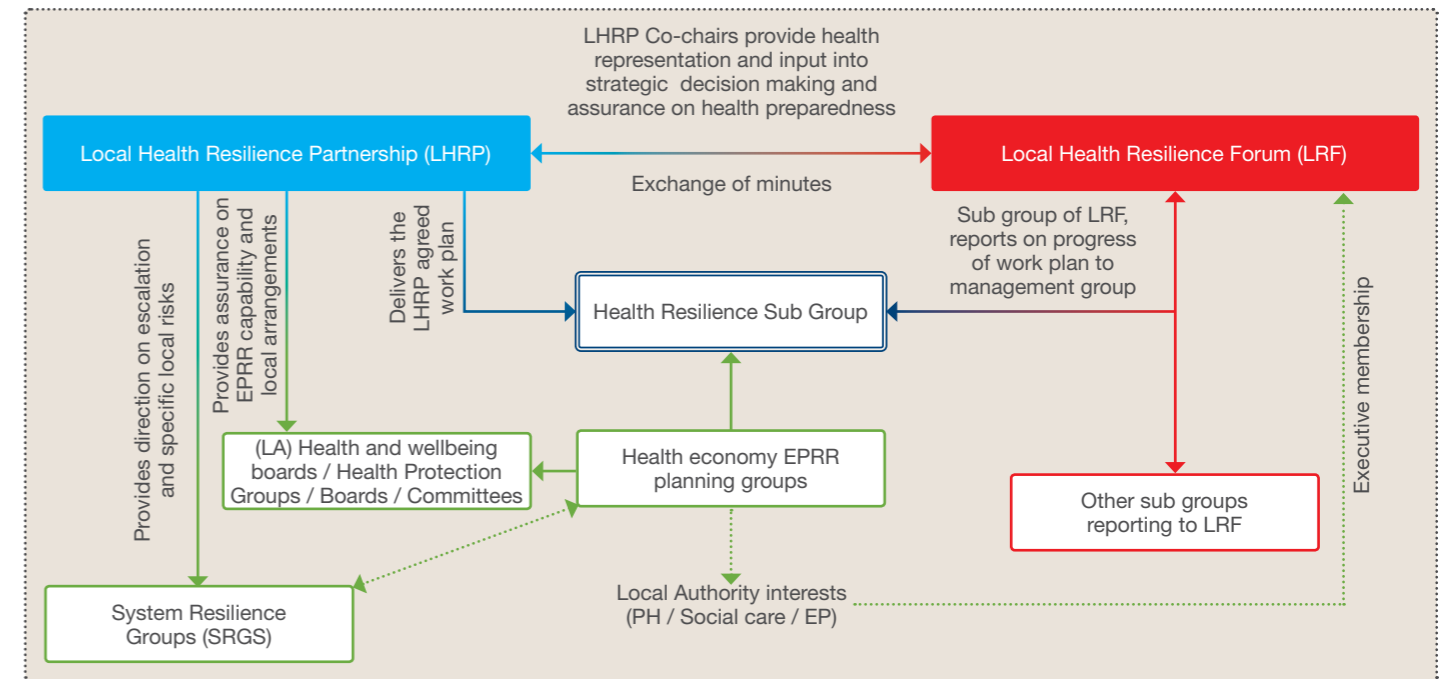 LHRP Co-chairs provide health
representation and input into
strategic decision making and
assurance on health preparedness
Local Health Resilience Partnership (LHRP)
Local Health Resilience Forum (LRF)
Exchange of minutes
Provides direction on escalation
and specific local risks
Provides assurance on
EPRR capability and
local arrangements
Delivers the
LHRP agreed
work plan
Sub group of LRF,
reports on progress
of work plan to
management group
Health Resilience Sub Group
Executive membership
(LA) Health and wellbeing
boards / Health Protection
Groups / Boards / Committees
Health economy EPRR
planning groups
Other sub groups
reporting to LRF
System Resilience
Groups (SRGS)
Local Authority interests
(PH / Social care / EP)